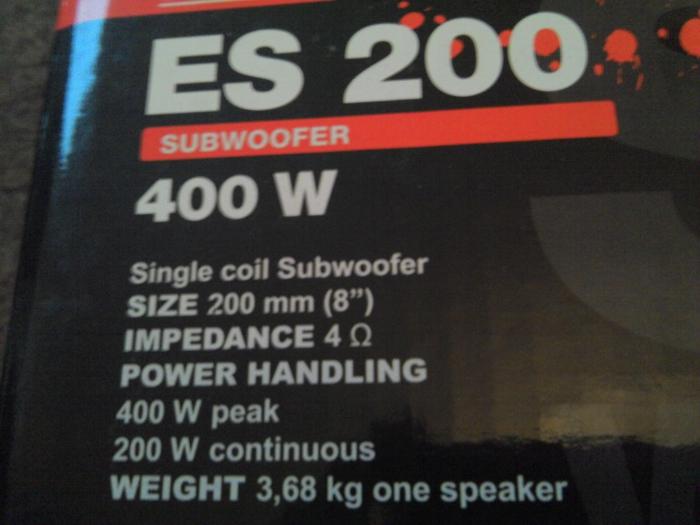 ES 200
SUBWOOFER
400 W
Single coil Subwoofer
SIZE 200 mm (8”)
IMPEDANCE 4 Ω
POWER HANDLING
400 W peak
200 W continuous
WEIGHT 3,68 kg one speaker